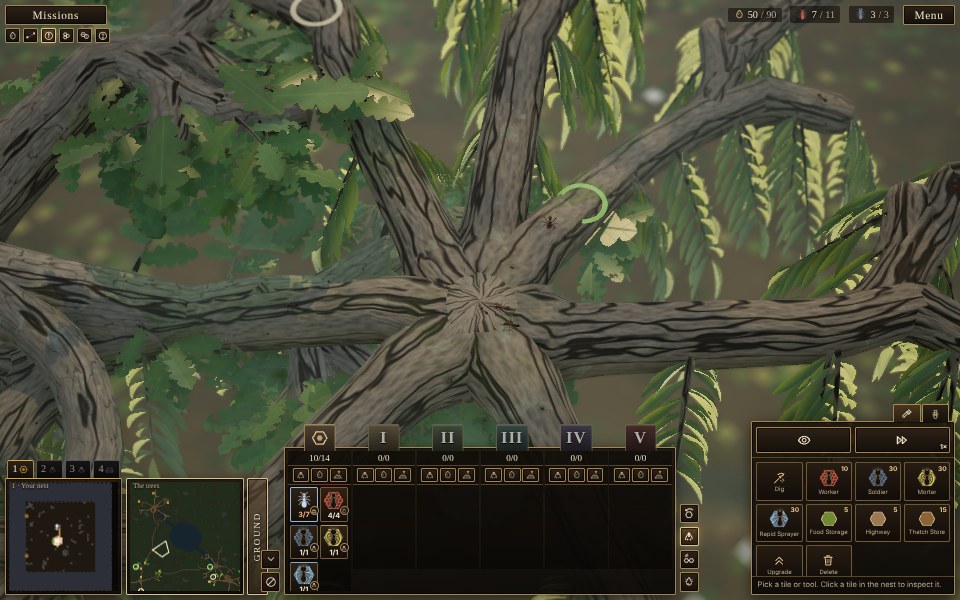 Missions
50 / 90
7 / 11
3 / 3
Menu
I
II
III
IV
V
10/14
0/0
0/0
0/0
0/0
0/0
3/7
4/4
1/1
1/1
1/1
1
2
3
4
1 - Your nest
The trees
GROUND
1×
Dig
10
Worker
30
Soldier
30
Mortar
30
Rapid Sprayer
5
Food Storage
5
Highway
15
Thatch Store
Upgrade
Delete
Pick a tile or tool. Click a tile in the nest to inspect it.